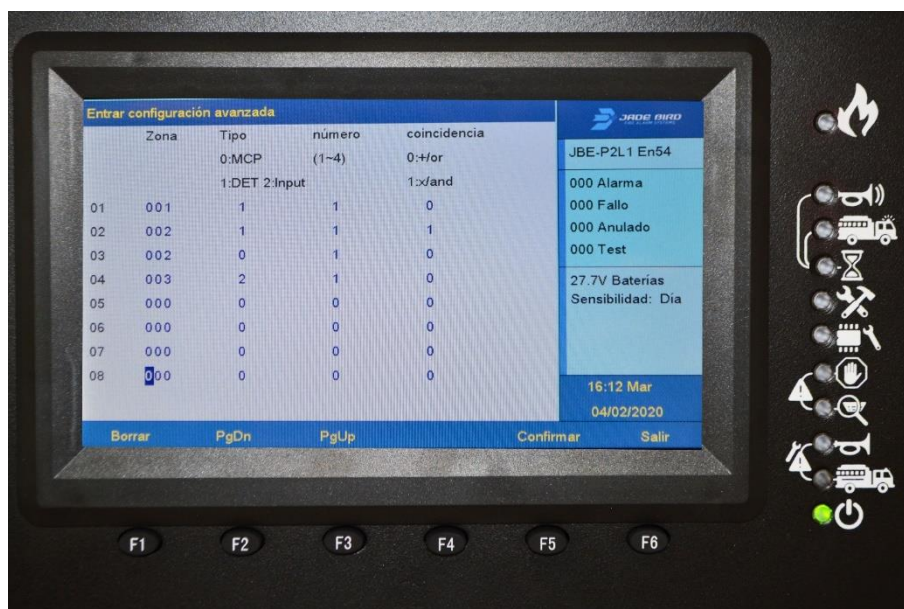 Entrar configuración avanzada
Zona Tipo número coincidencia
0:MCP (1~4) 0:+/or
1:DET 2:Input 1:x/and
01 001 1 1 0
02 002 1 1 1
03 002 0 1 0
04 003 2 1 0
05 000 0 0 0
06 000 0 0 0
07 000 0 0 0
08 000 0 0 0
JADE BIRD
JBE-P2L1 En54
000 Alarma
000 Fallo
000 Anulado
000 Test
27.7V Baterías
Sensibilidad: Día
16:12 Mar
04/02/2020
Borrar PgDn PgUp Confirmar Salir
F1 F2 F3 F4 F5 F6